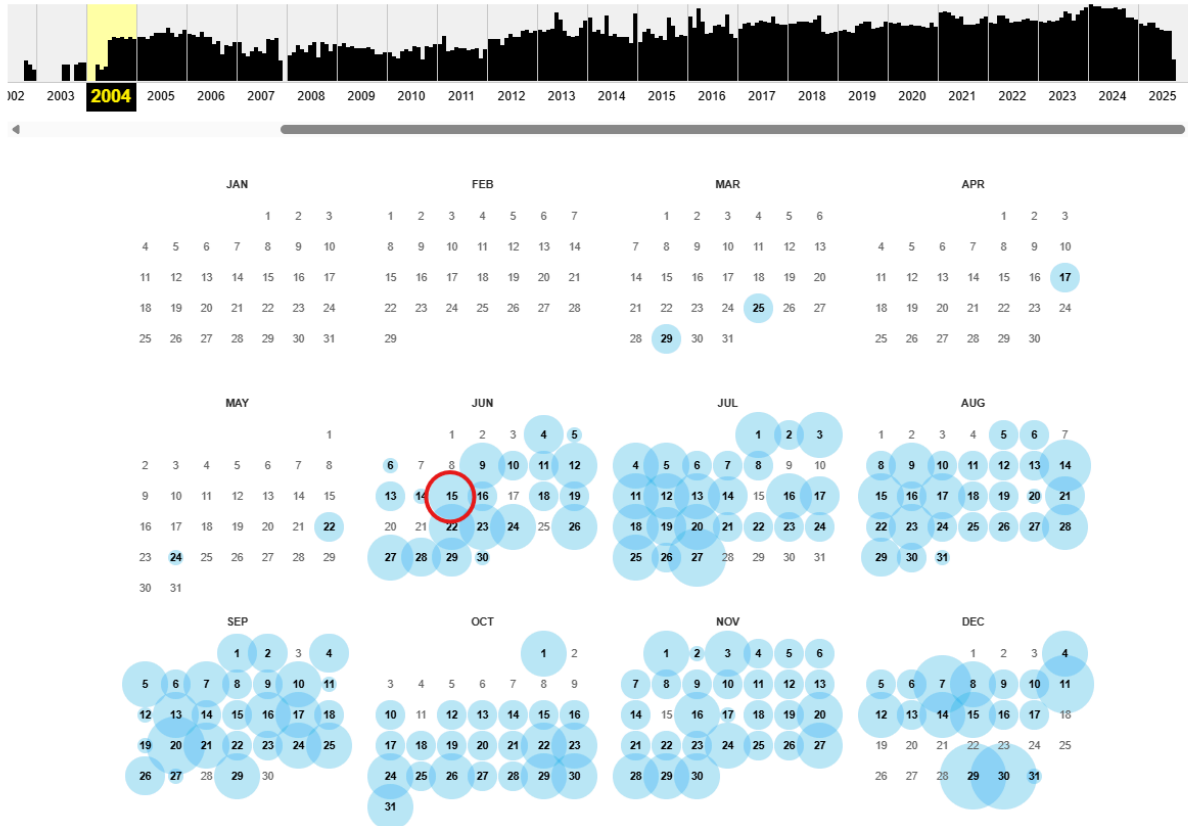 002 2003 2004 2005 2006 2007 2008 2009 2010 2011 2012 2013 2014 2015 2016 2017 2018 2019 2020 2021 2022 2023 2024 2025
JAN FEB MAR APR
1 2 3 1 2 3 4 5 6 7 1 2 3 4 5 6 1 2 3
4 5 6 7 8 9 10 8 9 10 11 12 13 14 7 8 9 10 11 12 13 4 5 6 7 8 9 10
11 12 13 14 15 16 17 15 16 17 18 19 20 21 14 15 16 17 18 19 20 11 12 13 14 15 16 17
18 19 20 21 22 23 24 22 23 24 25 26 27 28 21 22 23 24 25 26 27 18 19 20 21 22 23 24
25 26 27 28 29 30 31 29 28 29 30 31 25 26 27 28 29 30
MAY JUN JUL AUG
1 1 2 3 4 5 1 2 3 1 2 3 4 5 6 7
2 3 4 5 6 7 8 6 7 8 9 10 11 12 4 5 6 7 8 9 10 8 9 10 11 12 13 14
9 10 11 12 13 14 15 13 14 15 16 17 18 19 11 12 13 14 15 16 17 15 16 17 18 19 20 21
16 17 18 19 20 21 22 20 21 22 23 24 25 26 18 19 20 21 22 23 24 22 23 24 25 26 27 28
23 24 25 26 27 28 29 27 28 29 30 25 26 27 28 29 30 31 29 30 31
30 31
SEP OCT NOV DEC
1 2 3 4 1 2 1 2 3 4 5 6 1 2 3 4
5 6 7 8 9 10 11 3 4 5 6 7 8 9 7 8 9 10 11 12 13 5 6 7 8 9 10 11
12 13 14 15 16 17 18 10 11 12 13 14 15 16 14 15 16 17 18 19 20 12 13 14 15 16 17 18
19 20 21 22 23 24 25 17 18 19 20 21 22 23 21 22 23 24 25 26 27 19 20 21 22 23 24 25
26 27 28 29 30 24 25 26 27 28 29 30 28 29 30 26 27 28 29 30 31
31